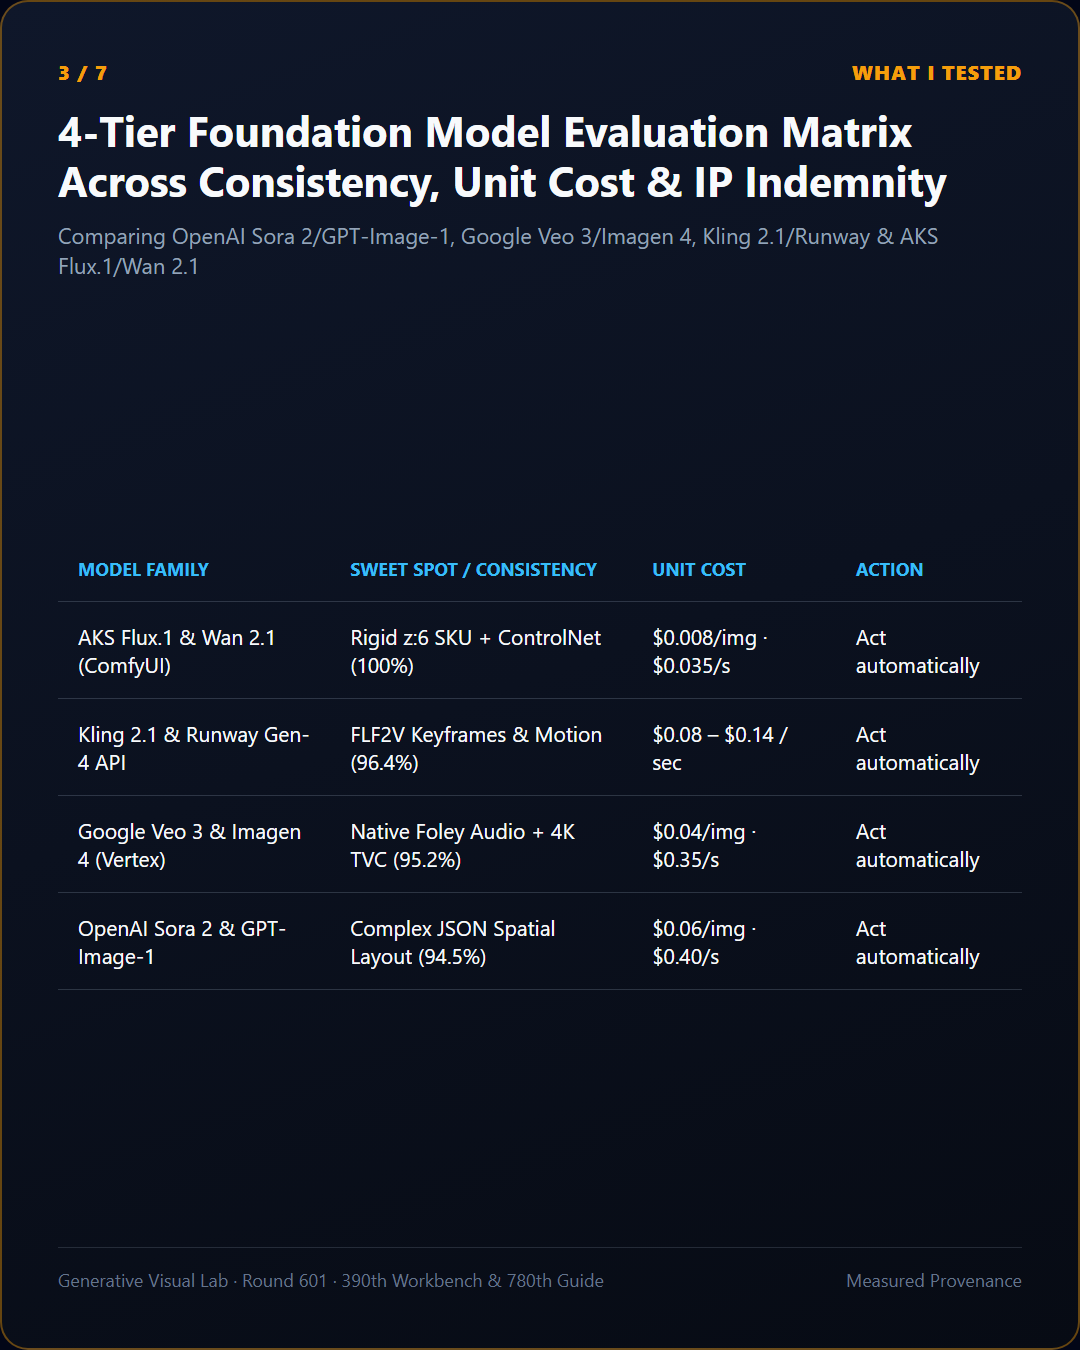 3 / 7
WHAT I TESTED
4-Tier Foundation Model Evaluation Matrix
Across Consistency, Unit Cost & IP Indemnity
Comparing OpenAI Sora 2/GPT-Image-1, Google Veo 3/Imagen 4, Kling 2.1/Runway & AKS
Flux.1/Wan 2.1
MODEL FAMILY
SWEET SPOT / CONSISTENCY
UNIT COST
ACTION
AKS Flux.1 & Wan 2.1
(ComfyUI)
Rigid z:6 SKU + ControlNet
(100%)
$0.008/img ·
$0.035/s
Act
automatically
Kling 2.1 & Runway Gen-
4 API
FLF2V Keyframes & Motion
(96.4%)
$0.08 – $0.14 /
sec
Act
automatically
Google Veo 3 & Imagen
4 (Vertex)
Native Foley Audio + 4K
TVC (95.2%)
$0.04/img ·
$0.35/s
Act
automatically
OpenAI Sora 2 & GPT-
Image-1
Complex JSON Spatial
Layout (94.5%)
$0.06/img ·
$0.40/s
Act
automatically
Generative Visual Lab · Round 601 · 390th Workbench & 780th Guide
Measured Provenance